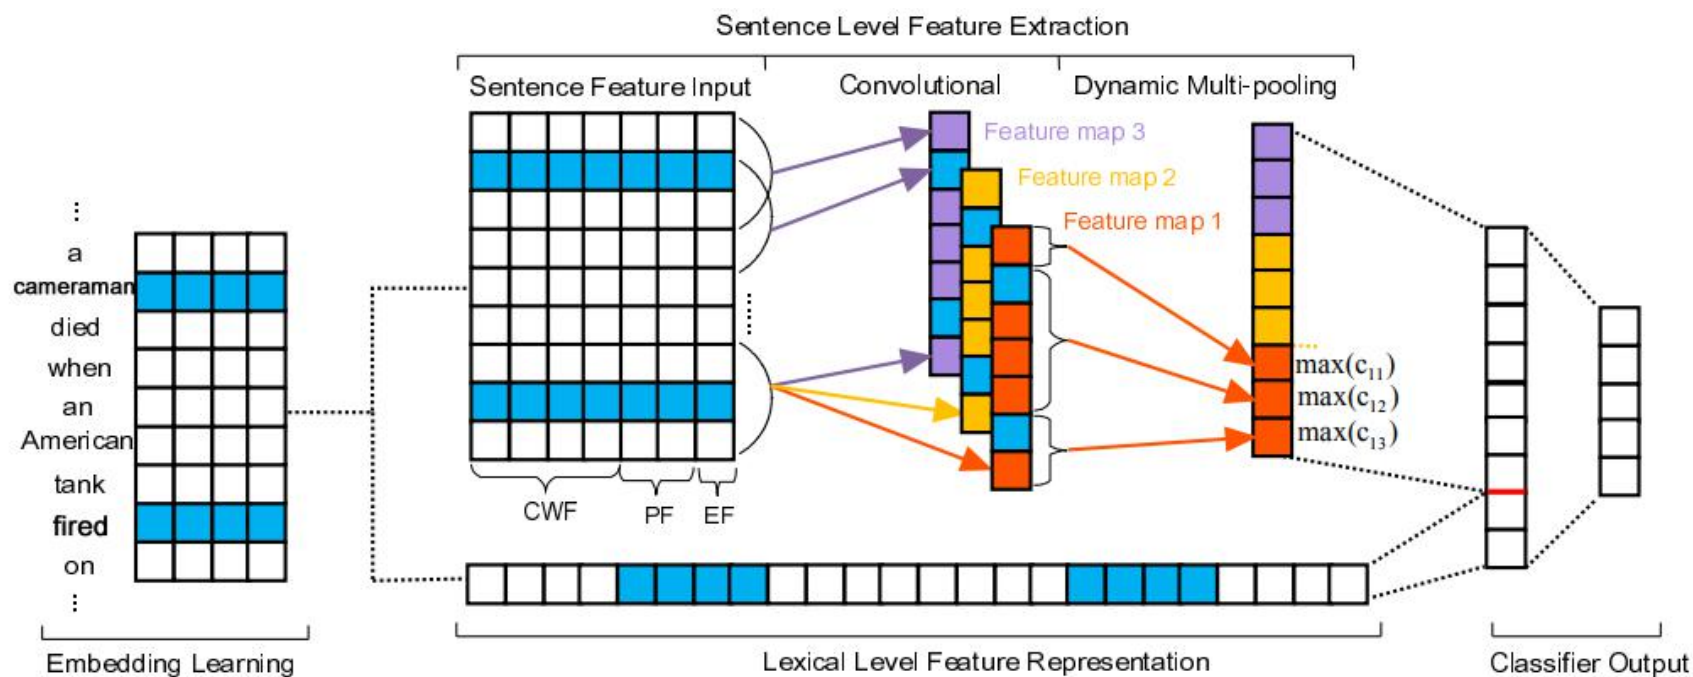 Sentence Level Feature Extraction
Sentence Feature Input
Convolutional
Dynamic Multi-pooling
Feature map 3
Feature map 2
Feature map 1
⋮
a
cameraman
died
when
an
American
tank
fired
on
⋮
max(c₁₁)
max(c₁₂)
max(c₁₃)
CWF
PF
EF
Embedding Learning
Lexical Level Feature Representation
Classifier Output